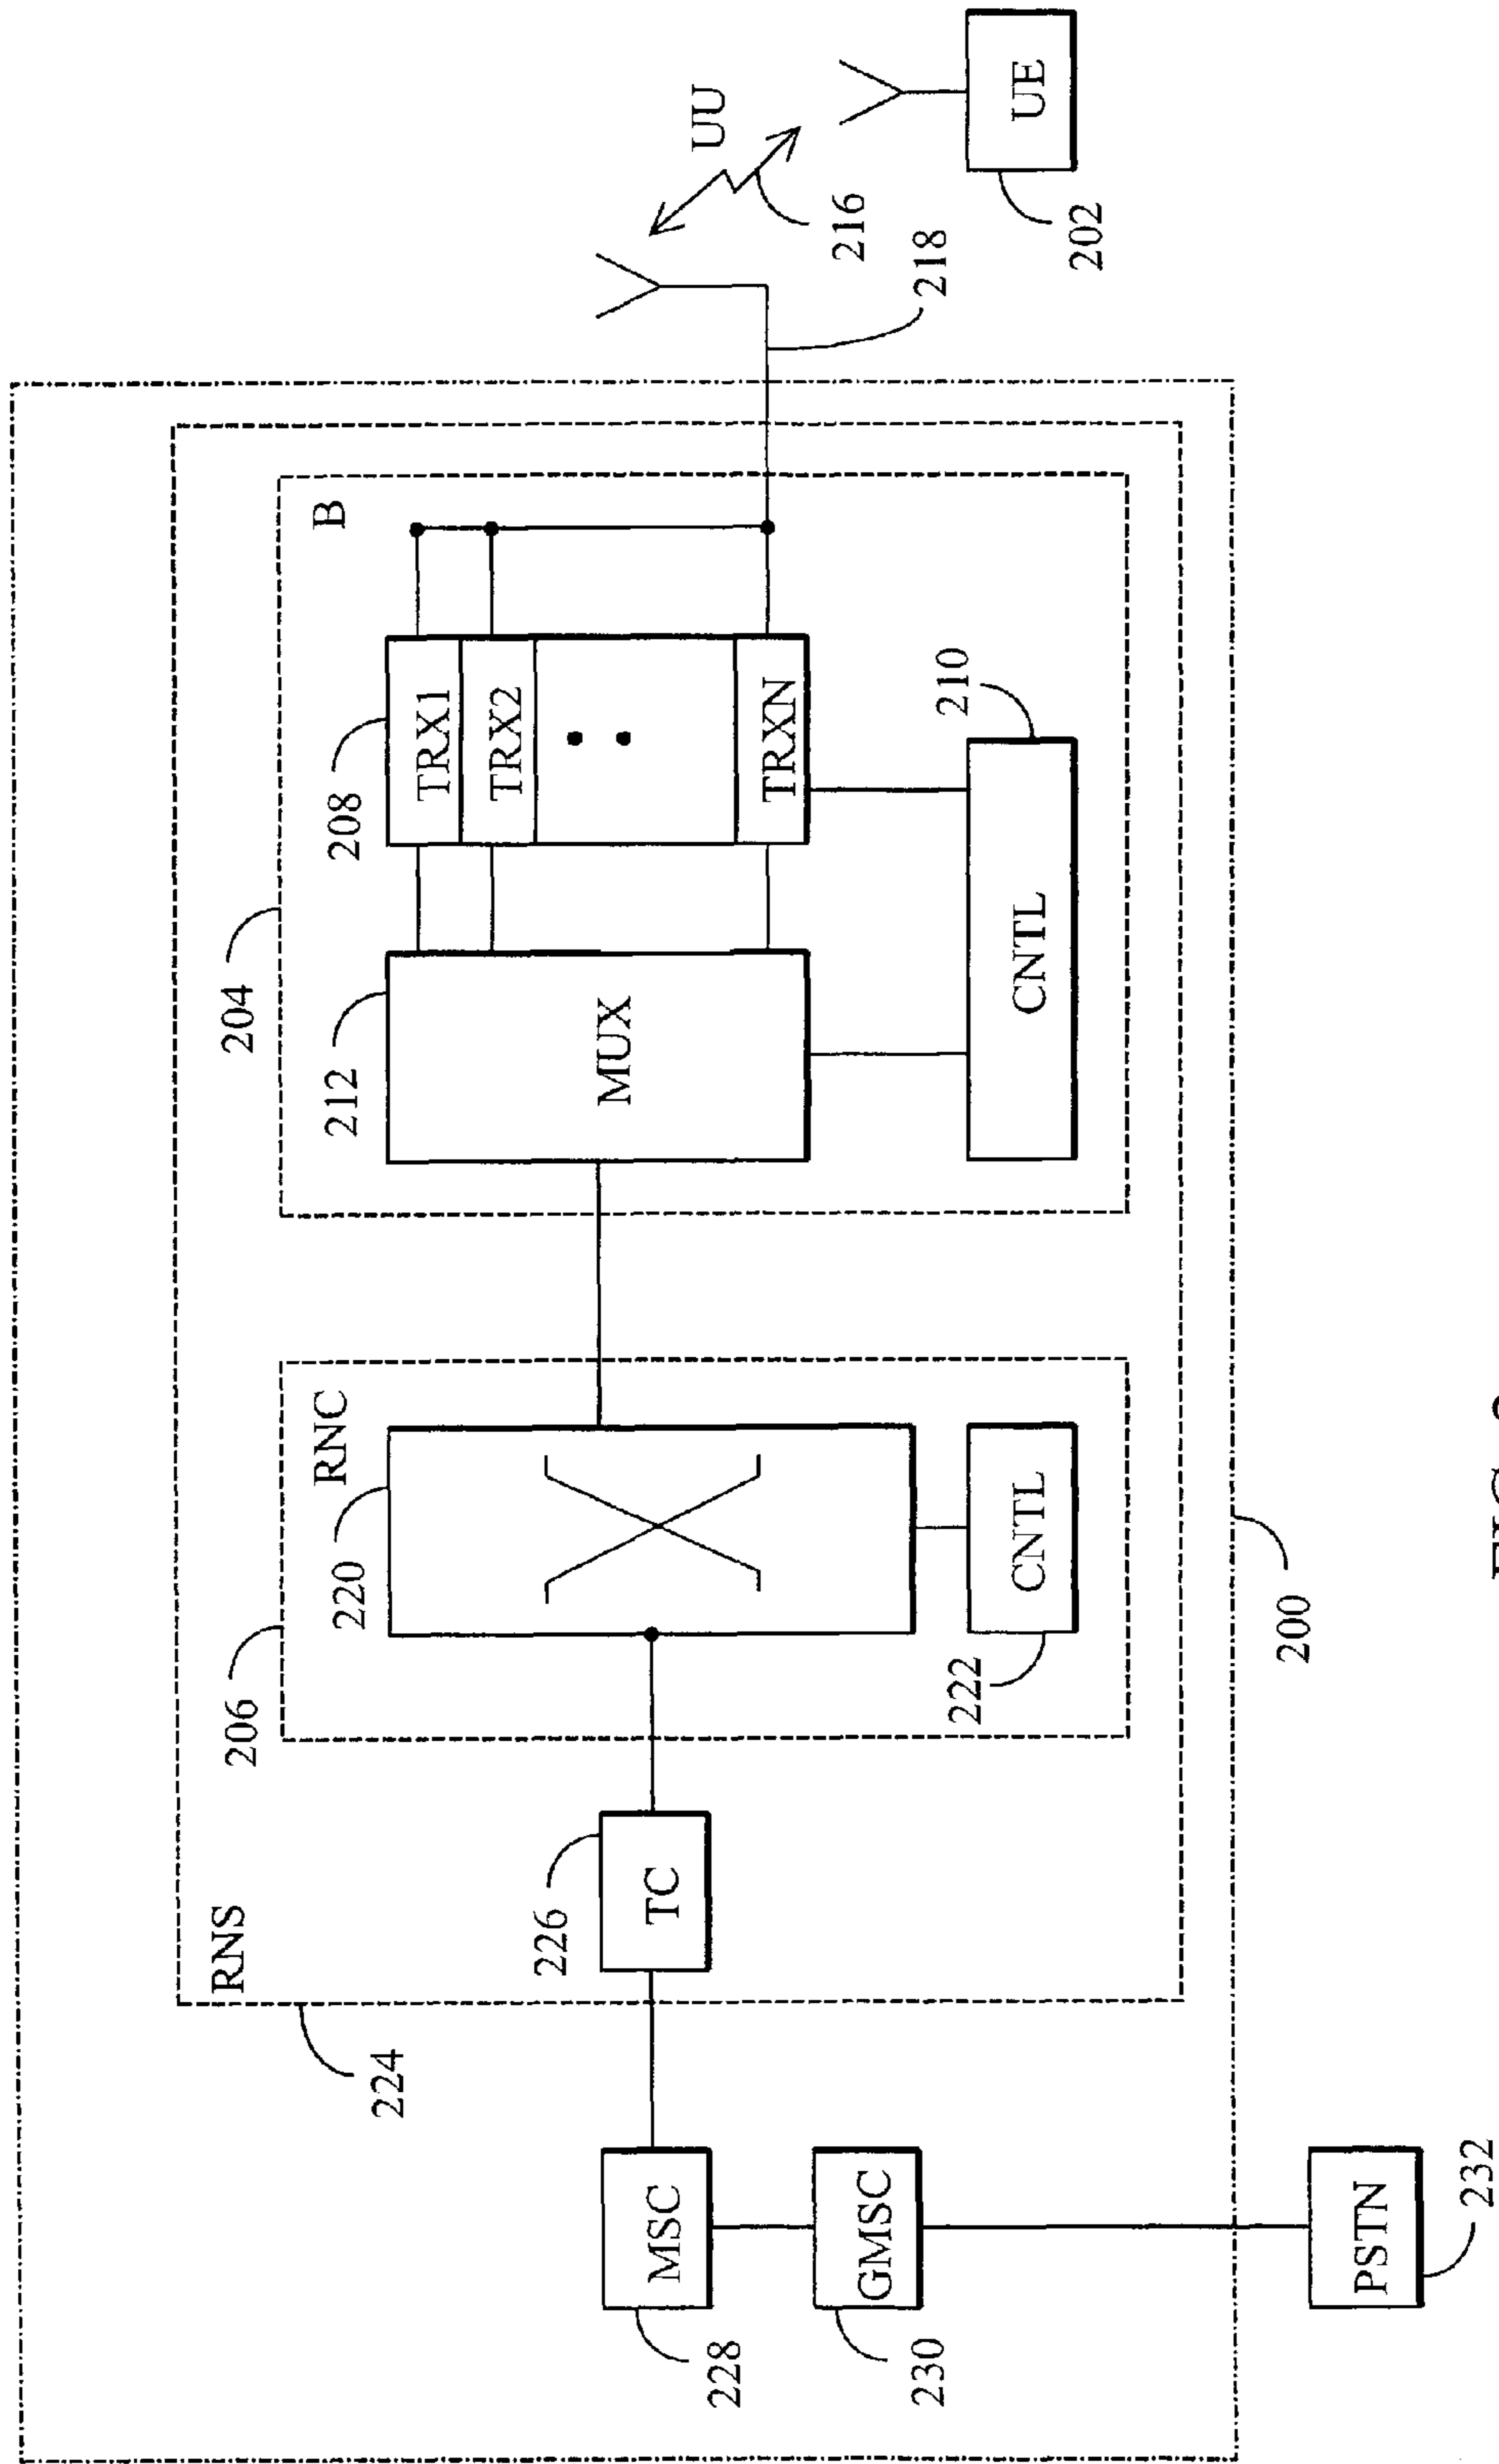 200
RNS
224
204
206
RNC
220
222
CNTL
226
TC
B
212
MUX
208
TRX1
TRX2
TRXN
210
CNTL
218
216
UU
UE
202
228
MSC
230
GMSC
PSTN
232